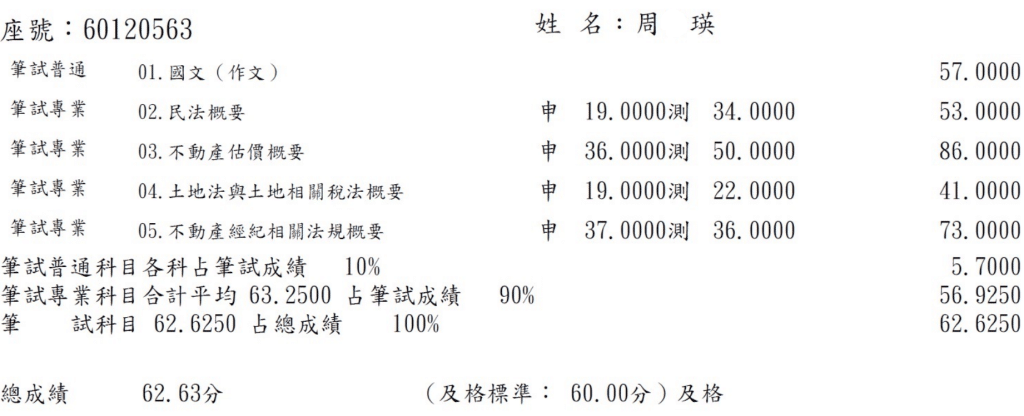 座號：60120563 姓 名：周 瑛
筆試普通 01.國文（作文） 57.0000
筆試專業 02.民法概要 申 19.0000測 34.0000 53.0000
筆試專業 03.不動產估價概要 申 36.0000測 50.0000 86.0000
筆試專業 04.土地法與土地相關稅法概要 申 19.0000測 22.0000 41.0000
筆試專業 05.不動產經紀相關法規概要 申 37.0000測 36.0000 73.0000
筆試普通科目各科占筆試成績 10% 5.7000
筆試專業科目合計平均 63.2500 占筆試成績 90% 56.9250
筆 試科目 62.6250 占總成績 100% 62.6250
總成績 62.63分 （及格標準： 60.00分）及格